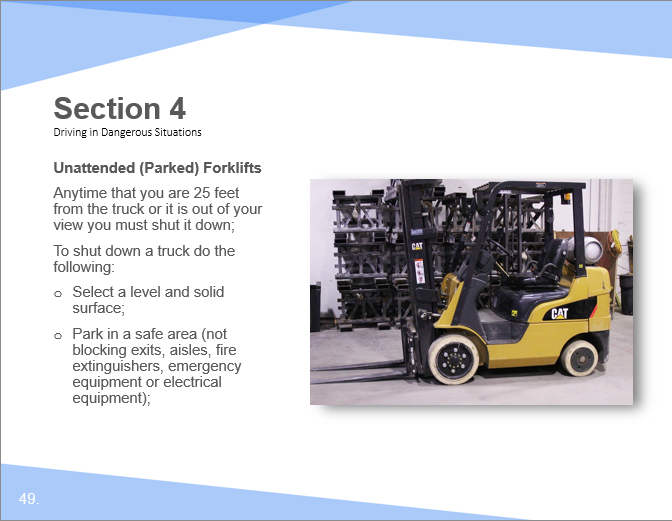 Section 4
Driving in Dangerous Situations
Unattended (Parked) Forklifts
Anytime that you are 25 feet
from the truck or it is out of your
view you must shut it down;
To shut down a truck do the
following:
o Select a level and solid
surface;
o Park in a safe area (not
blocking exits, aisles, fire
extinguishers, emergency
equipment or electrical
equipment);
CAT
CAT
49.